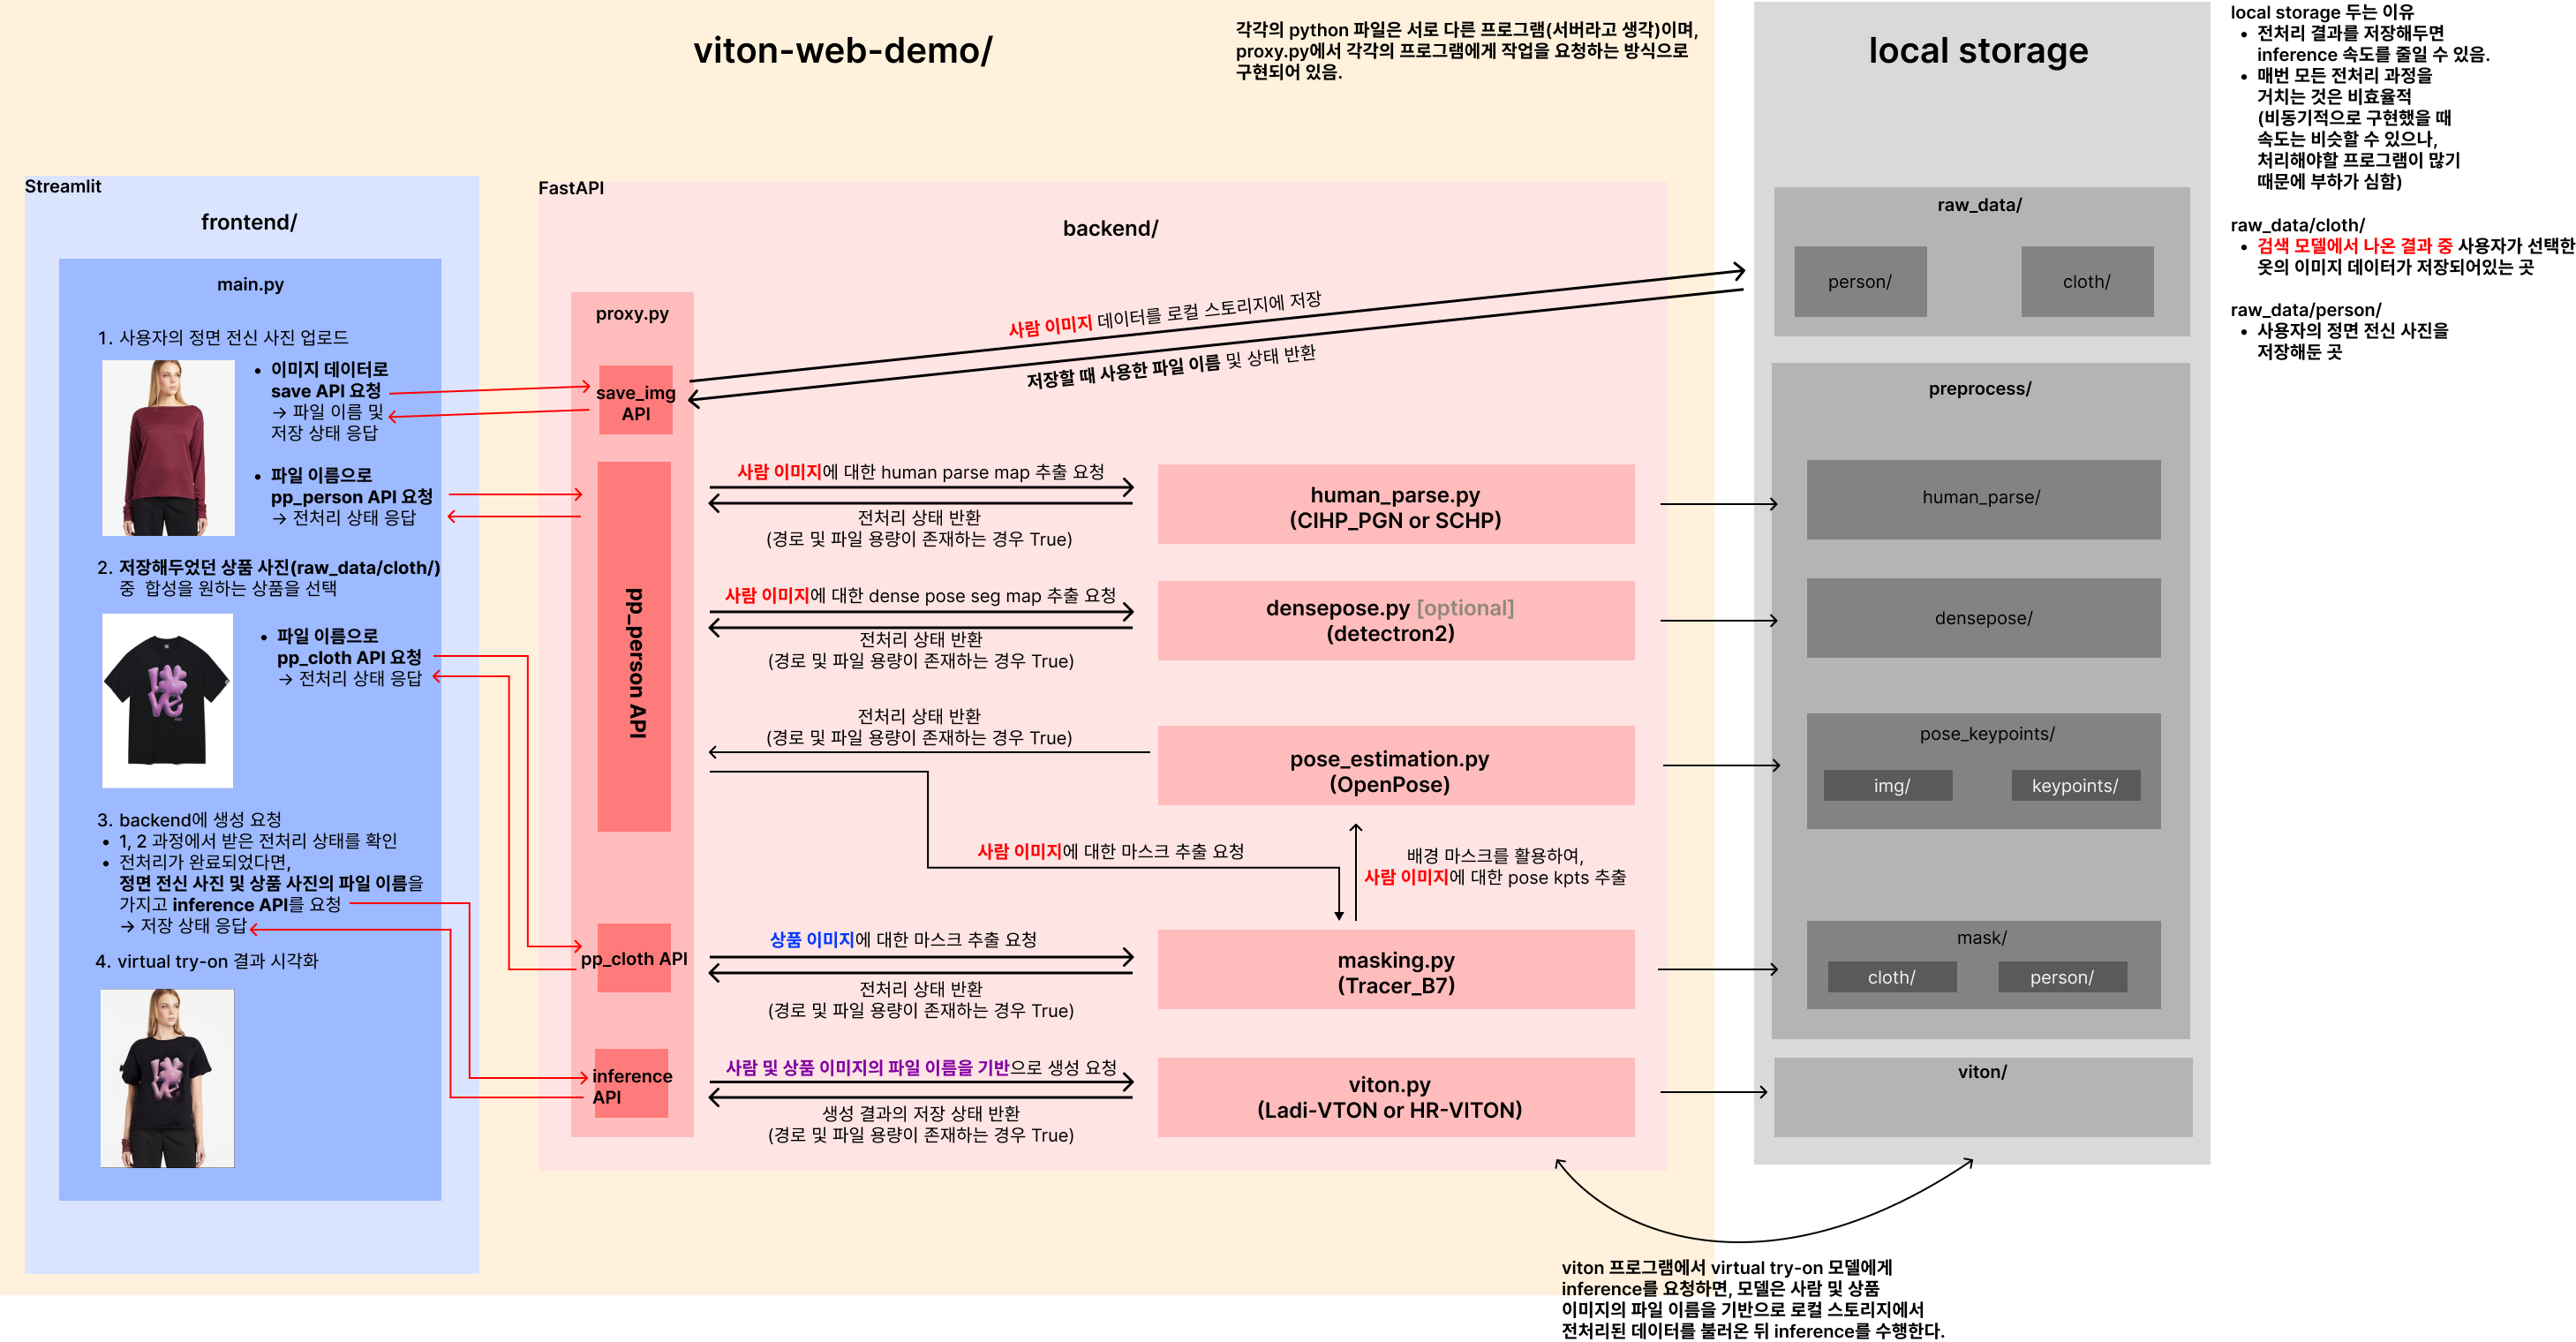 viton-web-demo/
각각의 python 파일은 서로 다른 프로그램(서버라고 생각)이며,
proxy.py에서 각각의 프로그램에게 작업을 요청하는 방식으로
구현되어 있음.
Streamlit
frontend/
main.py
1. 사용자의 정면 전신 사진 업로드
• 이미지 데이터로
save API 요청
→ 파일 이름 및
저장 상태 응답
• 파일 이름으로
pp_person API 요청
→ 전처리 상태 응답
2. 저장해두었던 상품 사진(raw_data/cloth/)
중 합성을 원하는 상품을 선택
• 파일 이름으로
pp_cloth API 요청
→ 전처리 상태 응답
3. backend에 생성 요청
• 1, 2 과정에서 받은 전처리 상태를 확인
• 전처리가 완료되었다면,
정면 전신 사진 및 상품 사진의 파일 이름을
가지고 inference API를 요청
→ 저장 상태 응답
4. virtual try-on 결과 시각화
FastAPI
backend/
proxy.py
save_img
API
pp_person API
pp_cloth API
inference
API
사람 이미지 데이터를 로컬 스토리지에 저장
저장할 때 사용한 파일 이름 및 상태 반환
사람 이미지에 대한 human parse map 추출 요청
전처리 상태 반환
(경로 및 파일 용량이 존재하는 경우 True)
human_parse.py
(CIHP_PGN or SCHP)
사람 이미지에 대한 dense pose seg map 추출 요청
전처리 상태 반환
(경로 및 파일 용량이 존재하는 경우 True)
densepose.py [optional]
(detectron2)
전처리 상태 반환
(경로 및 파일 용량이 존재하는 경우 True)
pose_estimation.py
(OpenPose)
사람 이미지에 대한 마스크 추출 요청
배경 마스크를 활용하여,
사람 이미지에 대한 pose kpts 추출
상품 이미지에 대한 마스크 추출 요청
전처리 상태 반환
(경로 및 파일 용량이 존재하는 경우 True)
masking.py
(Tracer_B7)
사람 및 상품 이미지의 파일 이름을 기반으로 생성 요청
생성 결과의 저장 상태 반환
(경로 및 파일 용량이 존재하는 경우 True)
viton.py
(Ladi-VTON or HR-VITON)
local storage
raw_data/
person/
cloth/
preprocess/
human_parse/
densepose/
pose_keypoints/
img/
keypoints/
mask/
cloth/
person/
viton/
local storage 두는 이유
• 전처리 결과를 저장해두면
inference 속도를 줄일 수 있음.
• 매번 모든 전처리 과정을
거치는 것은 비효율적
(비동기적으로 구현했을 때
속도는 비슷할 수 있으나,
처리해야할 프로그램이 많기
때문에 부하가 심함)
raw_data/cloth/
• 검색 모델에서 나온 결과 중 사용자가 선택한
옷의 이미지 데이터가 저장되어있는 곳
raw_data/person/
• 사용자의 정면 전신 사진을
저장해둔 곳
viton 프로그램에서 virtual try-on 모델에게
inference를 요청하면, 모델은 사람 및 상품
이미지의 파일 이름을 기반으로 로컬 스토리지에서
전처리된 데이터를 불러온 뒤 inference를 수행한다.